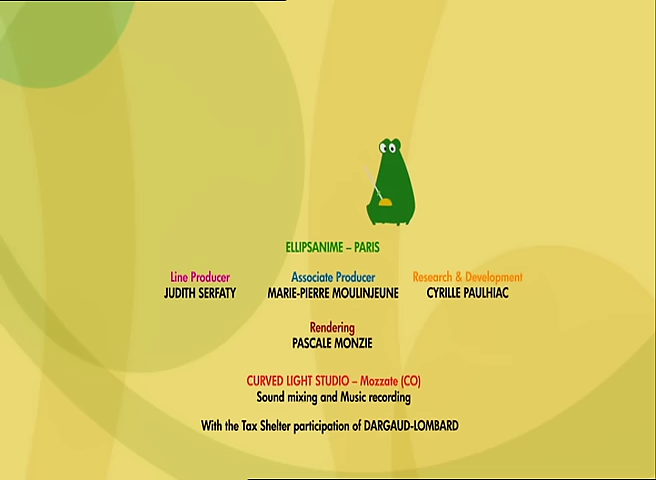 ELLIPSANIME – PARIS
Line Producer
JUDITH SERFATY
Associate Producer
MARIE-PIERRE MOULINJEUNE
Research & Development
CYRILLE PAULHIAC
Rendering
PASCALE MONZIE
CURVED LIGHT STUDIO – Mozzate (CO)
Sound mixing and Music recording
With the Tax Shelter participation of DARGAUD-LOMBARD